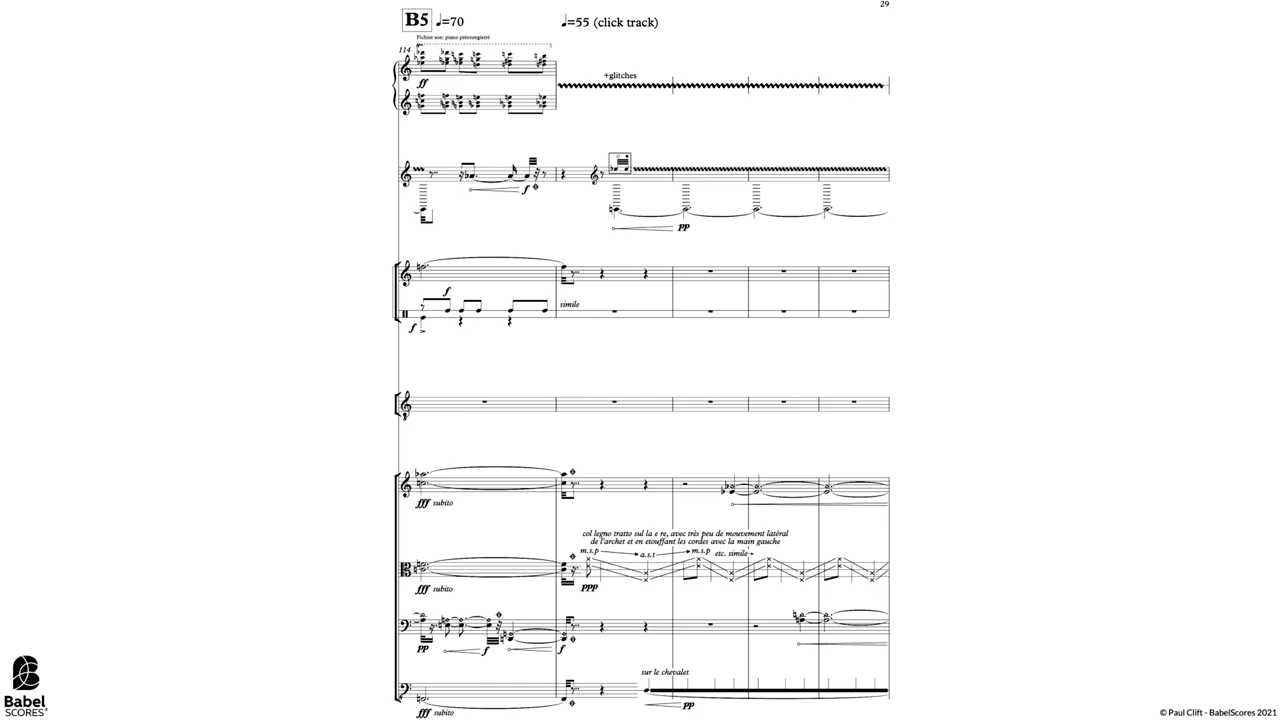 29
B5 ♩=70 ♩=55 (click track)
Fichier son: piano préenregistré
8va
114
+glitches
ff
f
pp
f
simile
f
fff subito
col legno tratto sul la e re, avec très peu de mouvement latéral
de l'archet et en etouffant les cordes avec la main gauche
m.s.p a.s.t m.s.p etc. simile
fff subito
ppp
pp f f
sur le chevalet
pp
fff subito
Babel
SCORES®
© Paul Clift - BabelScores 2021